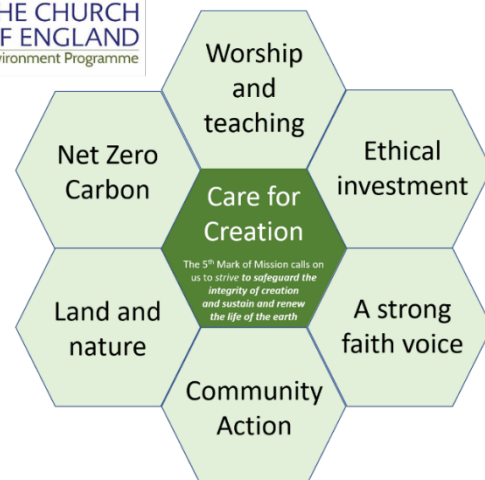 HE CHURCH
F ENGLAND
vironment Programme
Worship
and
teaching
Net Zero
Carbon
Ethical
investment
Care for
Creation
The 5th Mark of Mission calls on
us to strive to safeguard the
integrity of creation
and sustain and renew
the life of the earth
Land and
nature
A strong
faith voice
Community
Action